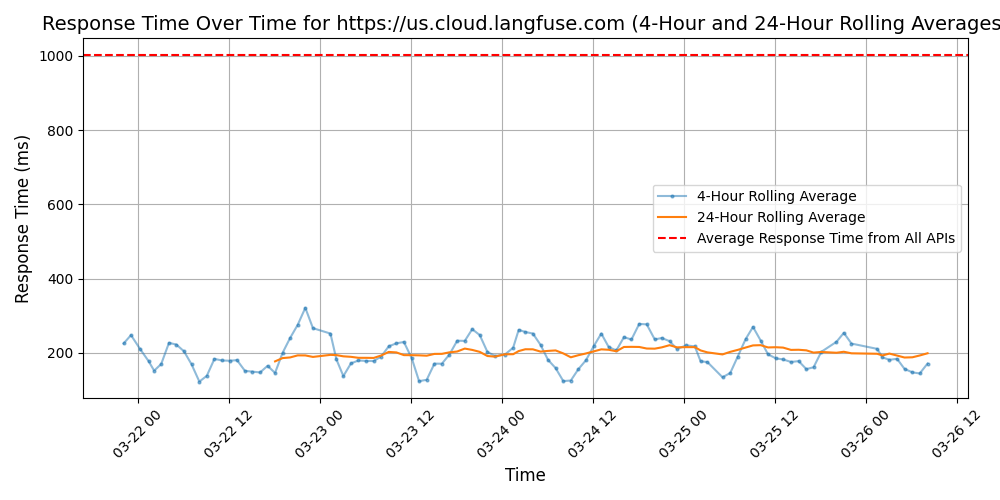 Response Time Over Time for https://us.cloud.langfuse.com (4-Hour and 24-Hour Rolling Averages
Response Time (ms)
1000
800
600
400
200
4-Hour Rolling Average
24-Hour Rolling Average
Average Response Time from All APIs
03-22 00
03-22 12
03-23 00
03-23 12
03-24 00
03-24 12
03-25 00
03-25 12
03-26 00
03-26 12
Time